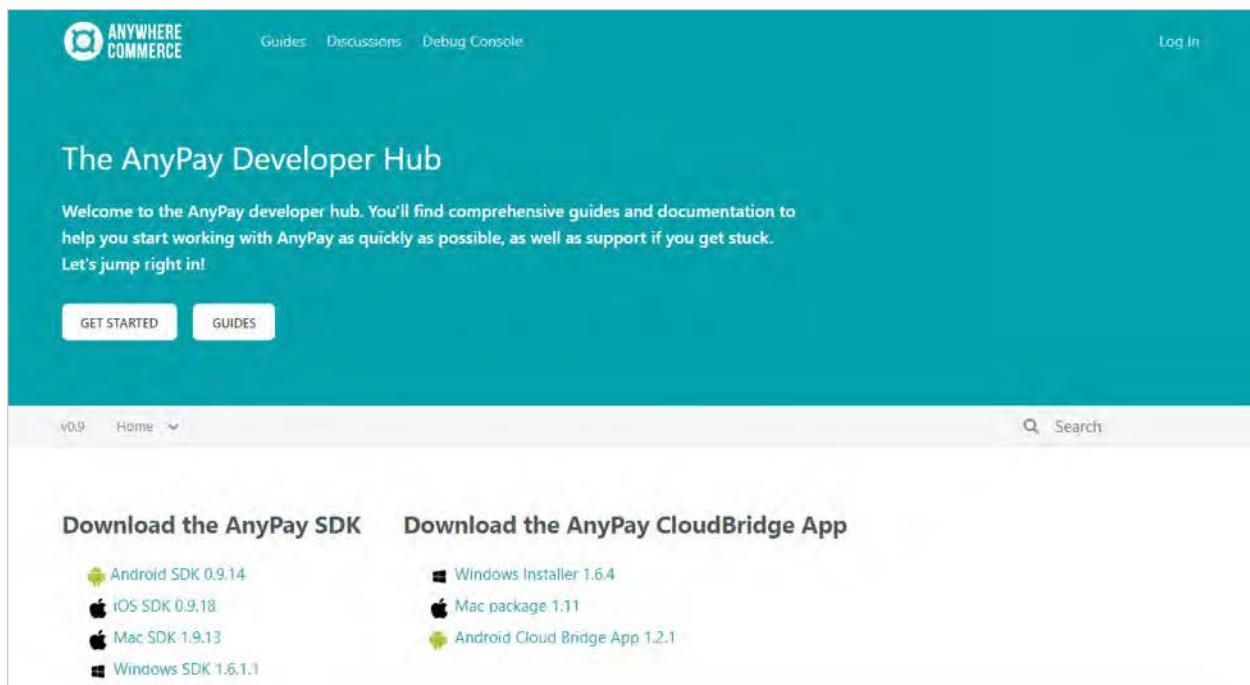 ANYWHERE
COMMERCE
Guides Discussions Debug Console
Log In
The AnyPay Developer Hub
Welcome to the AnyPay developer hub. You'll find comprehensive guides and documentation to
help you start working with AnyPay as quickly as possible, as well as support if you get stuck.
Let's jump right in!
GET STARTED GUIDES
v0.9 Home Search
Download the AnyPay SDK
Android SDK 0.9.14
iOS SDK 0.9.18
Mac SDK 1.9.13
Windows SDK 1.6.1.1
Download the AnyPay CloudBridge App
Windows Installer 1.6.4
Mac package 1.11
Android Cloud Bridge App 1.2.1